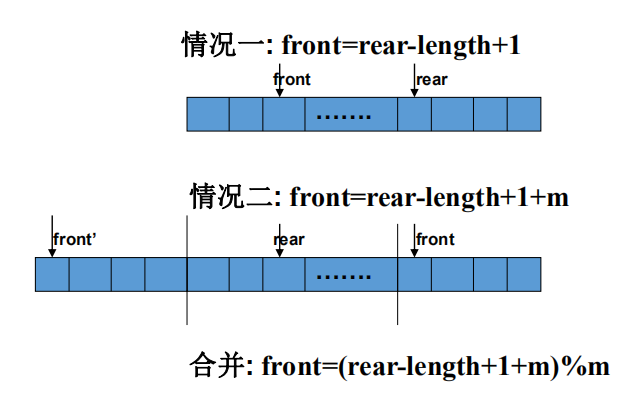 情况一: front=rear-length+1
front rear
.......
情况二: front=rear-length+1+m
front’ rear front
.......
合并: front=(rear-length+1+m)%m